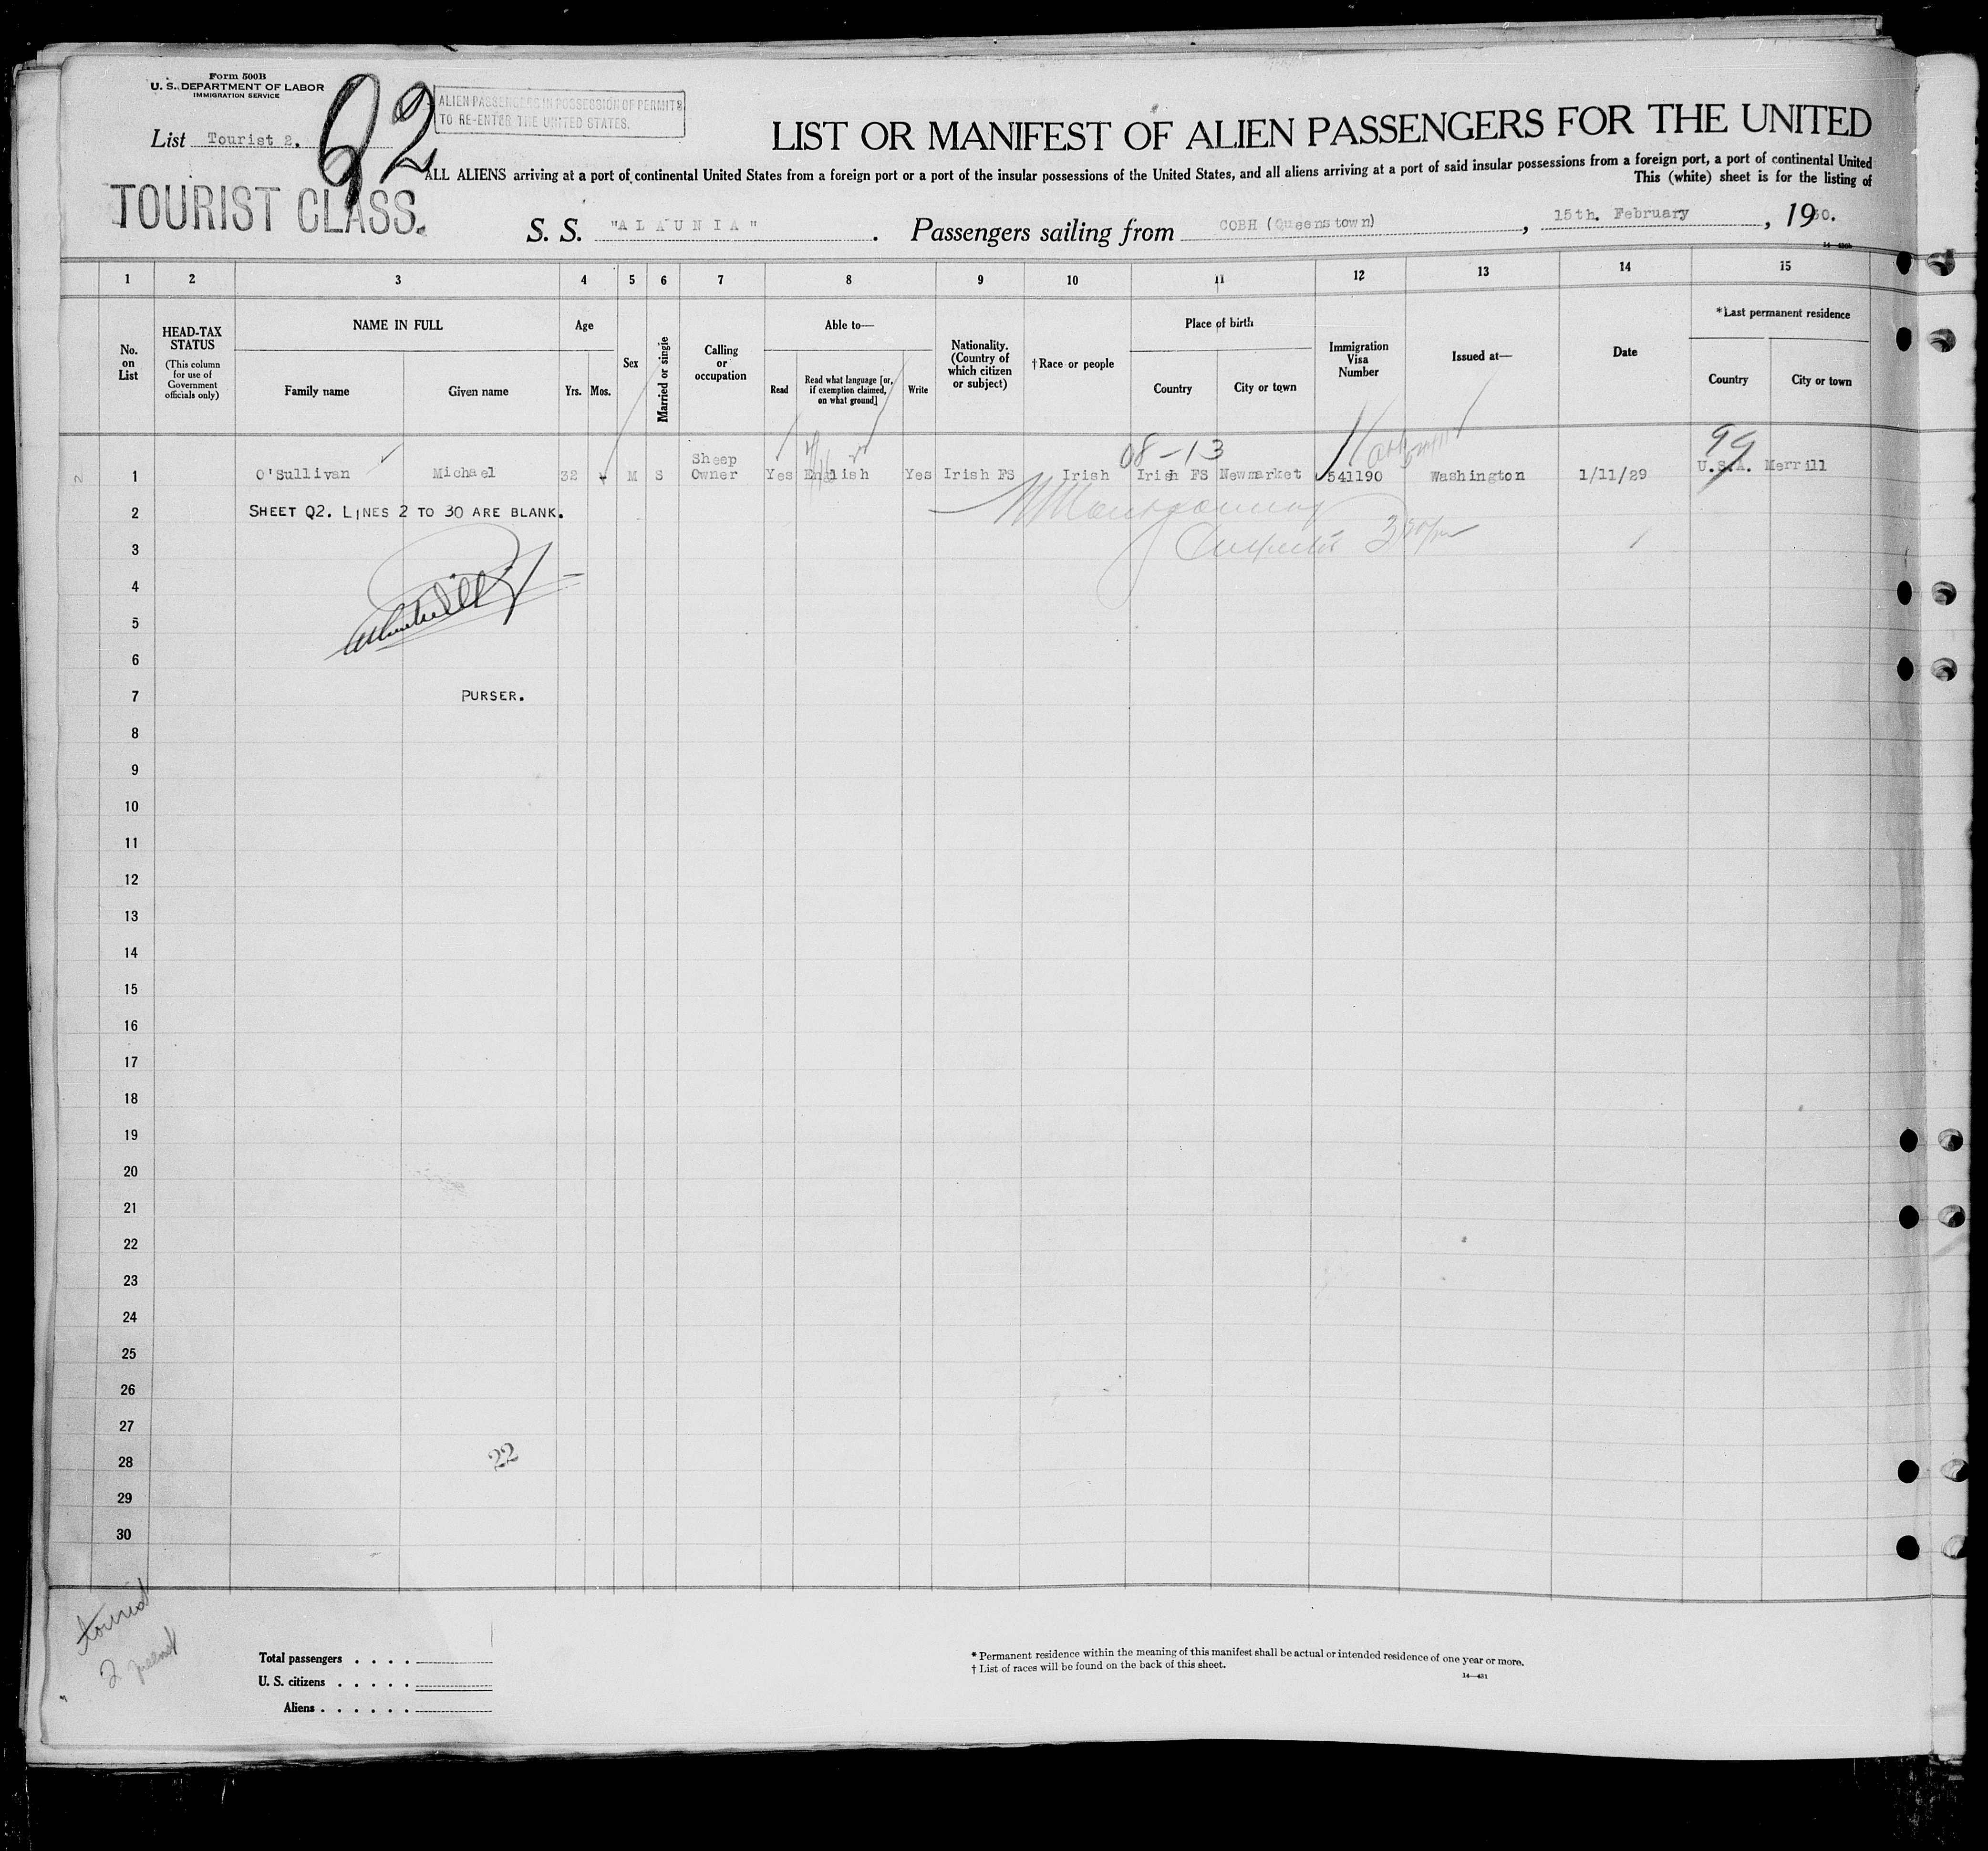 Form 500B
U. S. DEPARTMENT OF LABOR
IMMIGRATION SERVICE
List Tourist 2.
Q2
ALIEN PASSENGERS IN POSSESSION OF PERMITS
TO RE-ENTER THE UNITED STATES.
LIST OR MANIFEST OF ALIEN PASSENGERS FOR THE UNITED
ALL ALIENS arriving at a port of continental United States from a foreign port or a port of the insular possessions of the United States, and all aliens arriving at a port of said insular possessions from a foreign port, a port of continental United
This (white) sheet is for the listing of
TOURIST CLASS.
S. S. "ALAUNIA". Passengers sailing from COBH (Queenstown), 15th. February, 1930.
1 2 3 4 5 6 7 8 9 10 11 12 13 14 15
No. on List
HEAD-TAX STATUS
(This column for use of Government officials only)
NAME IN FULL
Family name Given name
Age
Yrs. Mos.
Sex
Married or single
Calling or occupation
Able to—
Read
Read what language [or, if exemption claimed, on what ground]
Write
Nationality. (Country of which citizen or subject)
†Race or people
Place of birth
Country City or town
Immigration Visa Number
Issued at—
Date
*Last permanent residence
Country City or town
08-13
99
1 O'Sullivan Michael 32 M S Sheep Owner Yes English Yes Irish FS Irish Irish FS Newmarket 541190 Washington 1/11/29 U.S.A. Merrill
2 SHEET Q2. LINES 2 TO 30 ARE BLANK.
3
4
5
6
7 PURSER.
8
9
10
11
12
13
14
15
16
17
18
19
20
21
22
23
24
25
26
27
28 22
29
30
tourist
2
Total passengers . . . .
U. S. citizens . . . . .
Aliens . . . . . .
* Permanent residence within the meaning of this manifest shall be actual or intended residence of one year or more.
† List of races will be found on the back of this sheet.
14—431